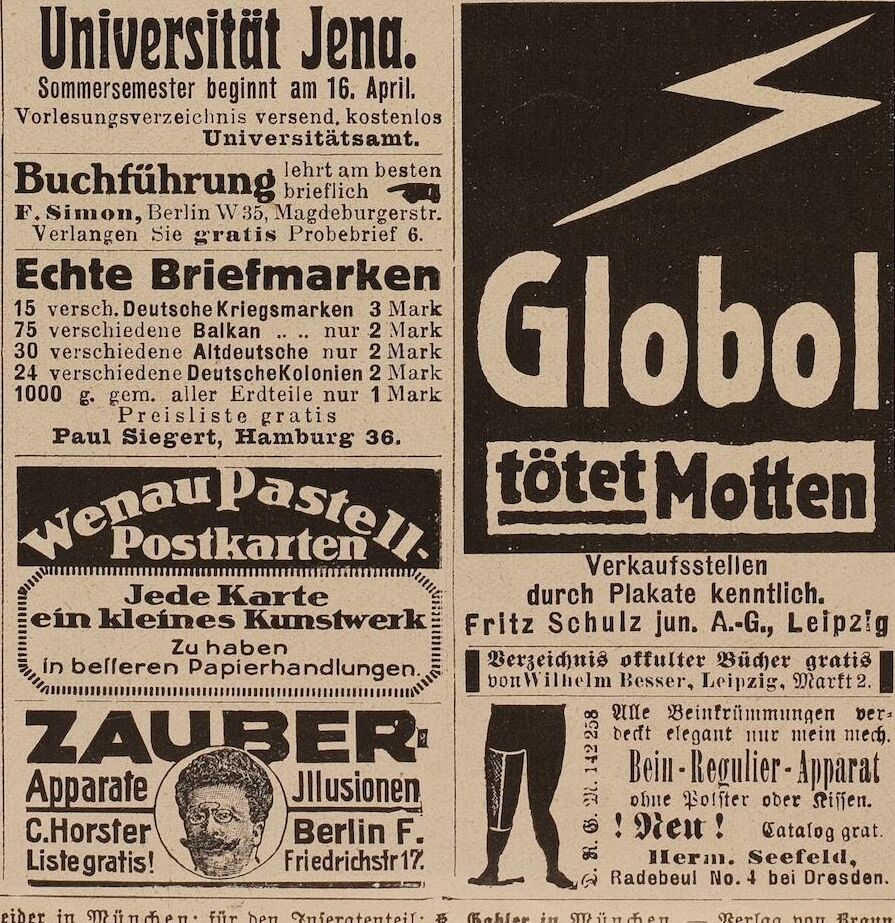 Universität Jena.
Sommersemester beginnt am 16. April.
Vorlesungsverzeichnis versend. kostenlos
Universitätsamt.
Buchführung lehrt am besten
brieflich
F. Simon, Berlin W 35, Magdeburgerstr.
Verlangen Sie gratis Probebrief 6.
Echte Briefmarken
15 versch. Deutsche Kriegsmarken 3 Mark
75 verschiedene Balkan .. .. nur 2 Mark
30 verschiedene Altdeutsche nur 2 Mark
24 verschiedene Deutsche Kolonien 2 Mark
1000 g. gem. aller Erdteile nur 1 Mark
Preisliste gratis
Paul Siegert, Hamburg 36.
Wenau Pastell-
Postkarten
Jede Karte
ein kleines Kunstwerk
Zu haben
in besseren Papierhandlungen.
ZAUBER-
Apparate Jllusionen
C. Horster Berlin F.
Liste gratis! Friedrichstr 17.
Globol
tötet Motten
Verkaufsstellen
durch Plakate kenntlich.
Fritz Schulz jun. A.-G., Leipzig
Verzeichnis okkulter Bücher gratis
von Wilhelm Besser, Leipzig, Markt 2.
D. R. G. M. 142 258
Alle Beinkrümmungen ver-
deckt elegant nur mein mech.
Bein-Regulier-Apparat
ohne Polster oder Kissen.
! Neu ! Catalog grat.
Herm. Seefeld,
Radebeul No. 4 bei Dresden.
eider in München; für den Inseratenteil: E. Gabler in München. — Verlag von Braun